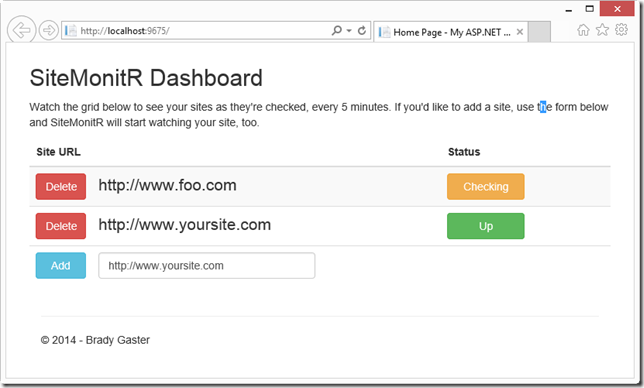 http://localhost:9675/
Home Page - My ASP.NET ...
SiteMonitR Dashboard
Watch the grid below to see your sites as they're checked, every 5 minutes. If you'd like to add a site, use the form below
and SiteMonitR will start watching your site, too.
Site URL Status
Delete http://www.foo.com Checking
Delete http://www.yoursite.com Up
Add http://www.yoursite.com
© 2014 - Brady Gaster